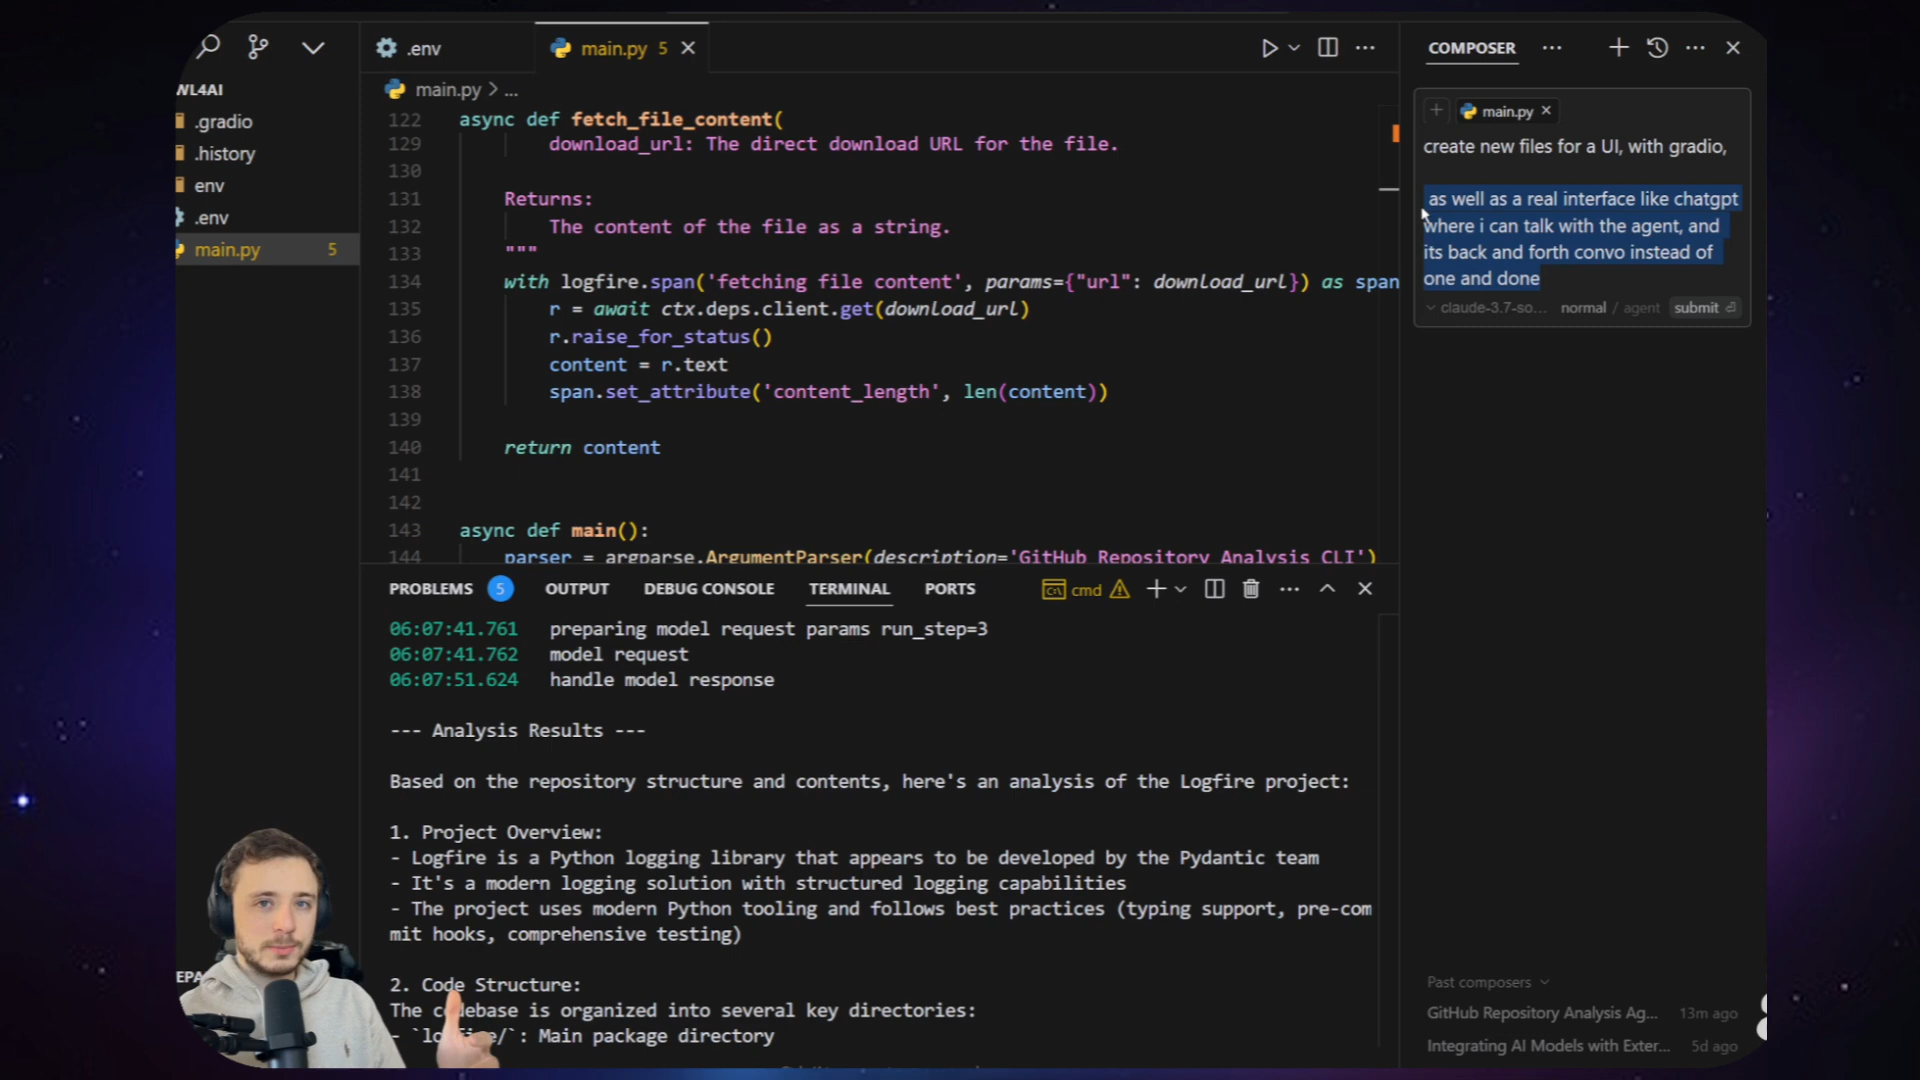 .env
main.py 5
COMPOSER
WL4AI
.gradio
.history
env
.env
main.py 5
main.py > ...
122 async def fetch_file_content(
129 download_url: The direct download URL for the file.
130
131 Returns:
132 The content of the file as a string.
133 """
134 with logfire.span('fetching file content', params={"url": download_url}) as span
135 r = await ctx.deps.client.get(download_url)
136 r.raise_for_status()
137 content = r.text
138 span.set_attribute('content_length', len(content))
139
140 return content
141
142
143 async def main():
144 parser = argparse.ArgumentParser(description='GitHub Repository Analysis CLI')
main.py
create new files for a UI, with gradio,
as well as a real interface like chatgpt
where i can talk with the agent, and
its back and forth convo instead of
one and done
claude-3.7-so... normal / agent submit
PROBLEMS 5 OUTPUT DEBUG CONSOLE TERMINAL PORTS cmd
06:07:41.761 preparing model request params run_step=3
06:07:41.762 model request
06:07:51.624 handle model response
--- Analysis Results ---
Based on the repository structure and contents, here's an analysis of the Logfire project:
1. Project Overview:
- Logfire is a Python logging library that appears to be developed by the Pydantic team
- It's a modern logging solution with structured logging capabilities
- The project uses modern Python tooling and follows best practices (typing support, pre-com
mit hooks, comprehensive testing)
2. Code Structure:
The codebase is organized into several key directories:
: Main package directory
Past composers
GitHub Repository Analysis Ag... 13m ago
Integrating AI Models with Exter... 5d ago